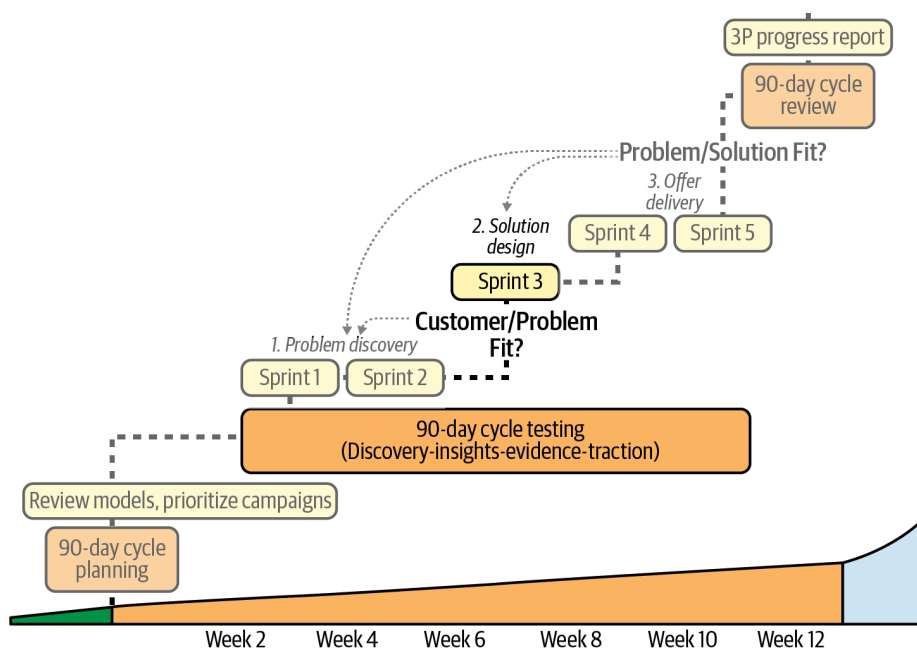 3P progress report
90-day cycle
review
Problem/Solution Fit?
3. Offer
delivery
2. Solution
design
Sprint 4
Sprint 5
Sprint 3
Customer/Problem
Fit?
1. Problem discovery
Sprint 1
Sprint 2
90-day cycle testing
(Discovery-insights-evidence-traction)
Review models, prioritize campaigns
90-day cycle
planning
Week 2
Week 4
Week 6
Week 8
Week 10
Week 12